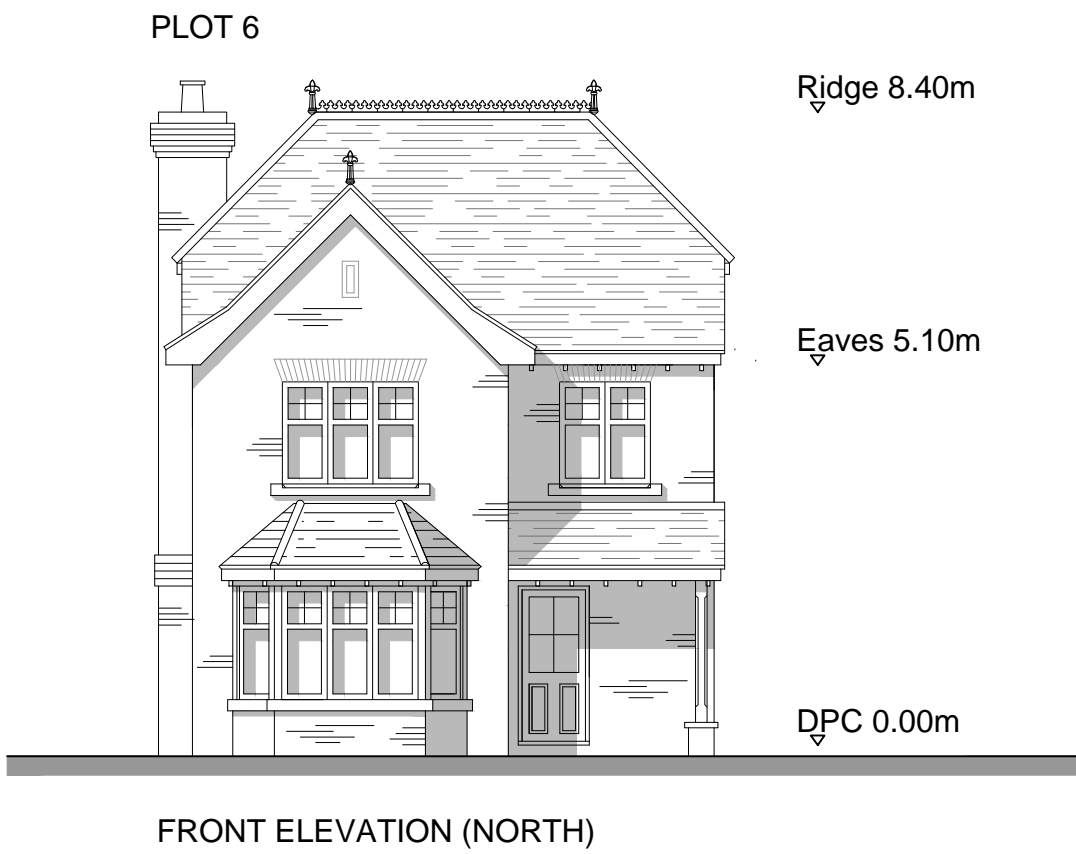 PLOT 6
Ridge 8.40m
Eaves 5.10m
DPC 0.00m
FRONT ELEVATION (NORTH)